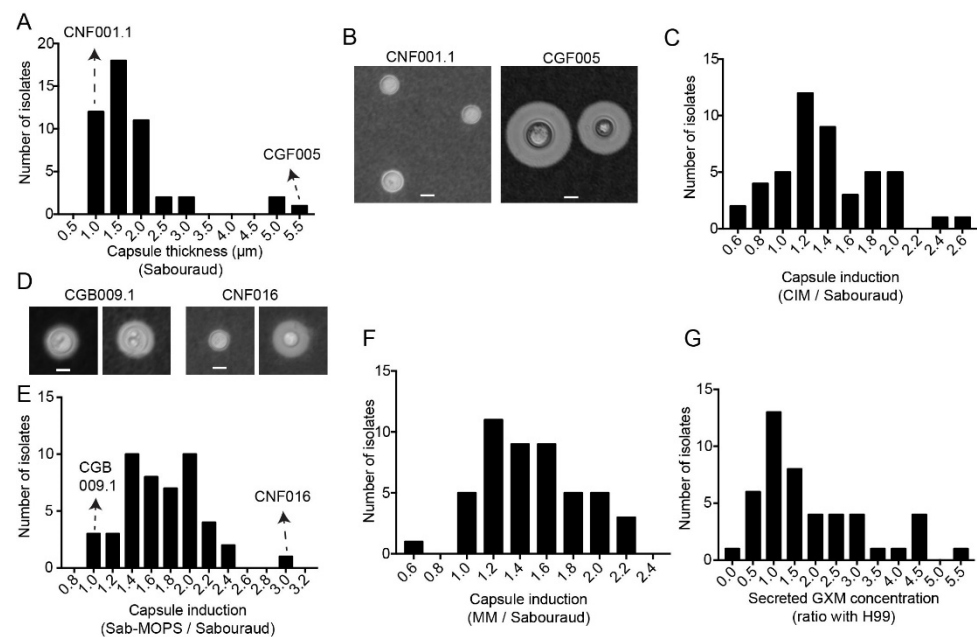 A
CNF001.1
CGF005
Number of isolates
20
15
10
5
0
0.5 1.0 1.5 2.0 2.5 3.0 3.5 4.0 4.5 5.0 5.5
Capsule thickness (µm)
(Sabouraud)
B
CNF001.1 CGF005
C
Number of isolates
15
10
5
0
0.6 0.8 1.0 1.2 1.4 1.6 1.8 2.0 2.2 2.4 2.6
Capsule induction
(CIM / Sabouraud)
D
CGB009.1 CNF016
E
Number of isolates
15
10
5
0
CGB
009.1
CNF016
0.8 1.0 1.2 1.4 1.6 1.8 2.0 2.2 2.4 2.6 2.8 3.0 3.2
Capsule induction
(Sab-MOPS / Sabouraud)
F
Number of isolates
15
10
5
0
0.6 0.8 1.0 1.2 1.4 1.6 1.8 2.0 2.2 2.4
Capsule induction
(MM / Sabouraud)
G
Number of isolates
15
10
5
0
0.0 0.5 1.0 1.5 2.0 2.5 3.0 3.5 4.0 4.5 5.0 5.5
Secreted GXM concentration
(ratio with H99)